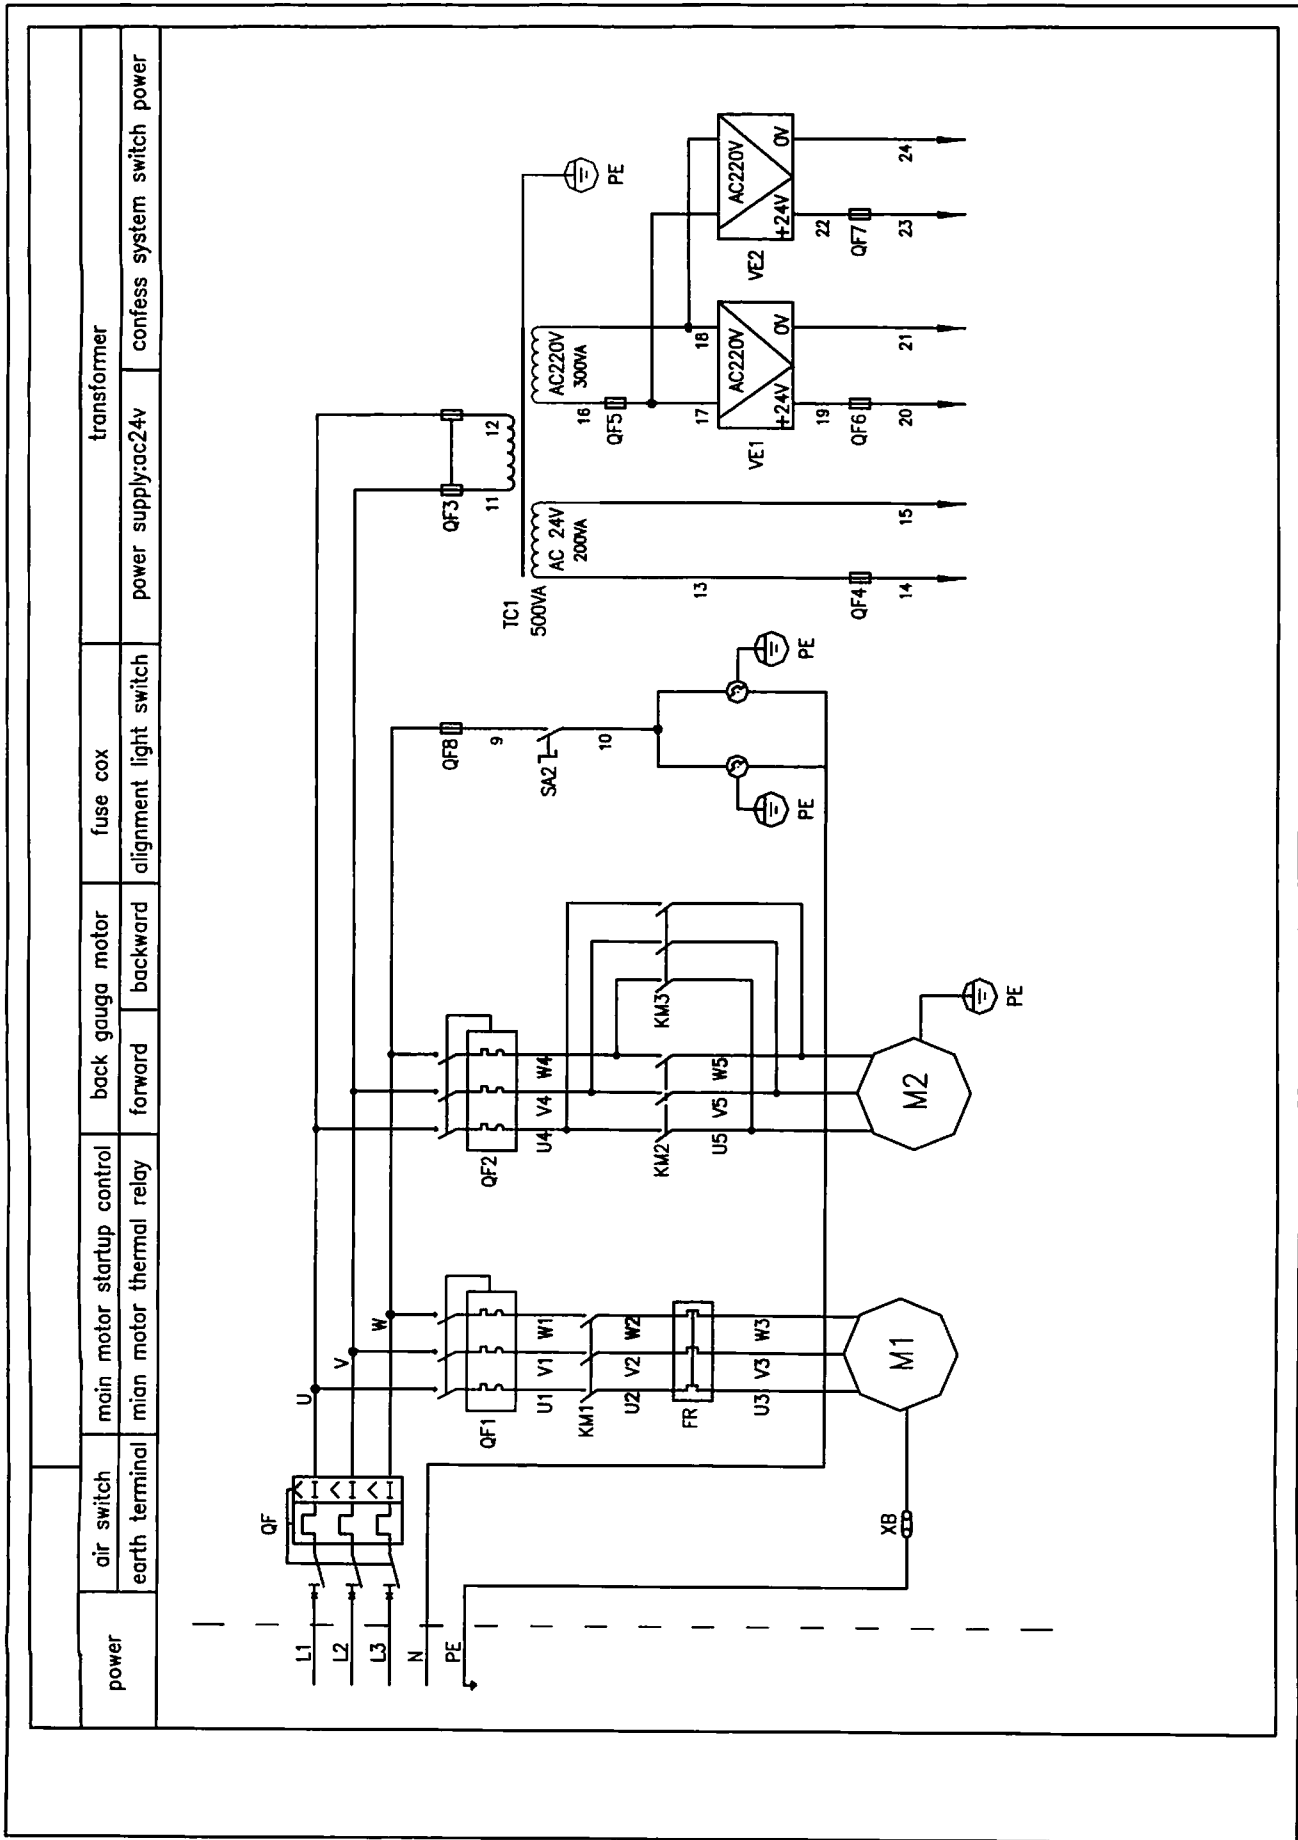 power
air switch
main motor startup control
back gauga motor
fuse cox
transformer
earth terminal
mian motor thermal relay
forward
backward
alignment light switch
power supply:ac24v
confess system switch power
L1
L2
L3
N
PE
QF
U
V
W
QF1
U1
V1
W1
KM1
U2
V2
W2
FR
U3
V3
W3
M1
XB
QF2
U4
V4
W4
KM2
KM3
U5
V5
W5
M2
PE
QF8
9
SA2
10
PE
PE
QF3
11
12
TC1
500VA
AC 24V
200VA
AC220V
300VA
PE
13
QF4
14
15
16
QF5
17
18
VE1
AC220V
+24V
0V
19
QF6
20
21
VE2
AC220V
+24V
0V
22
QF7
23
24